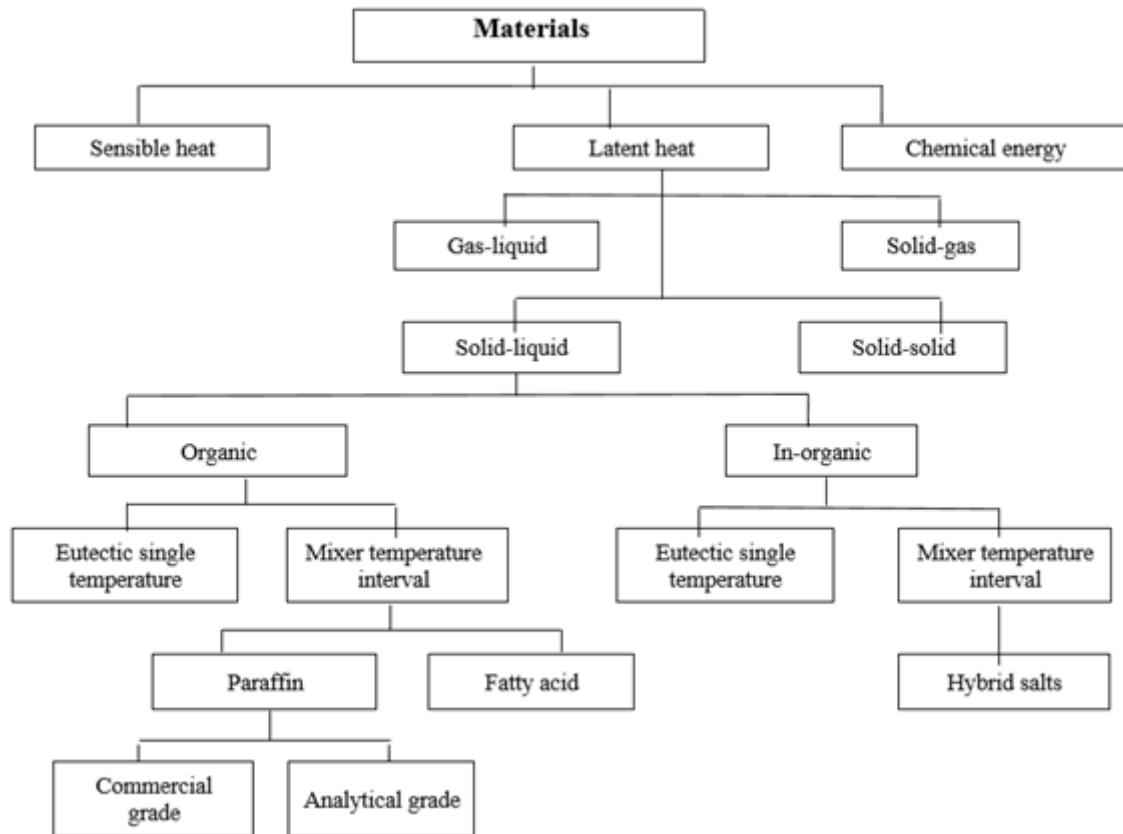 Materials
Sensible heat
Latent heat
Chemical energy
Gas-liquid
Solid-gas
Solid-liquid
Solid-solid
Organic
In-organic
Eutectic single
temperature
Mixer temperature
interval
Eutectic single
temperature
Mixer temperature
interval
Paraffin
Fatty acid
Hybrid salts
Commercial
grade
Analytical grade